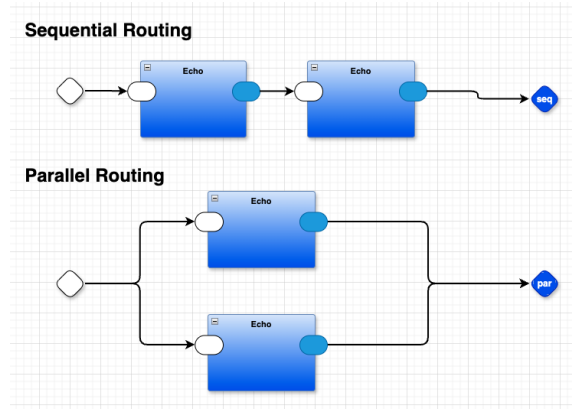 Sequential Routing
Echo
Echo
seq
Parallel Routing
Echo
par
Echo